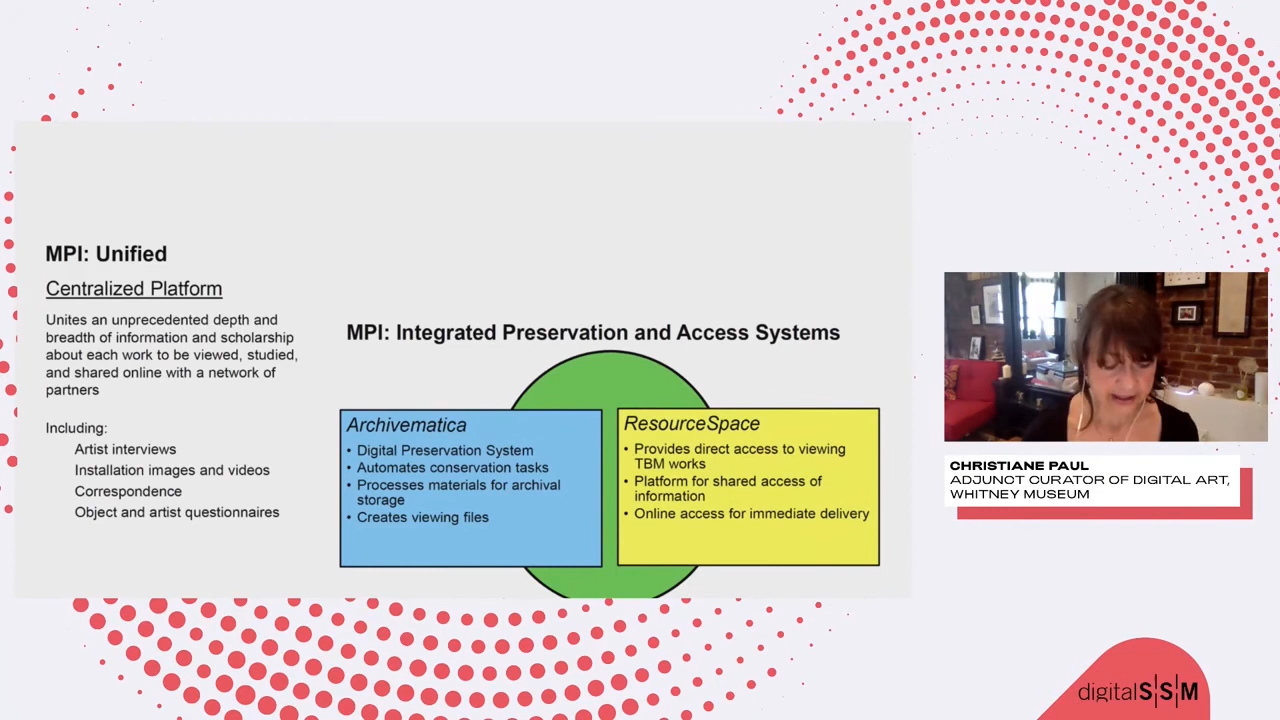 MPI: Unified
Centralized Platform
Unites an unprecedented depth and
breadth of information and scholarship
about each work to be viewed, studied,
and shared online with a network of
partners
Including:
Artist interviews
Installation images and videos
Correspondence
Object and artist questionnaires
MPI: Integrated Preservation and Access Systems
Archivematica
• Digital Preservation System
• Automates conservation tasks
• Processes materials for archival
storage
• Creates viewing files
ResourceSpace
• Provides direct access to viewing
TBM works
• Platform for shared access of
information
• Online access for immediate delivery
CHRISTIANE PAUL
ADJUNCT CURATOR OF DIGITAL ART,
WHITNEY MUSEUM
digitalS|S|M